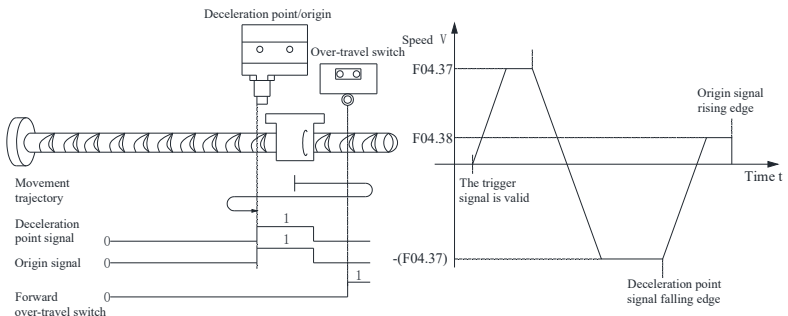 Deceleration point/origin
Over-travel switch
Movement
trajectory
Deceleration
point signal
0
1
1
Origin signal
0
1
Forward
over-travel switch
0
Speed V
F04.37
F04.38
Origin signal
rising edge
Time t
The trigger
signal is valid
-(F04.37)
Deceleration point
signal falling edge